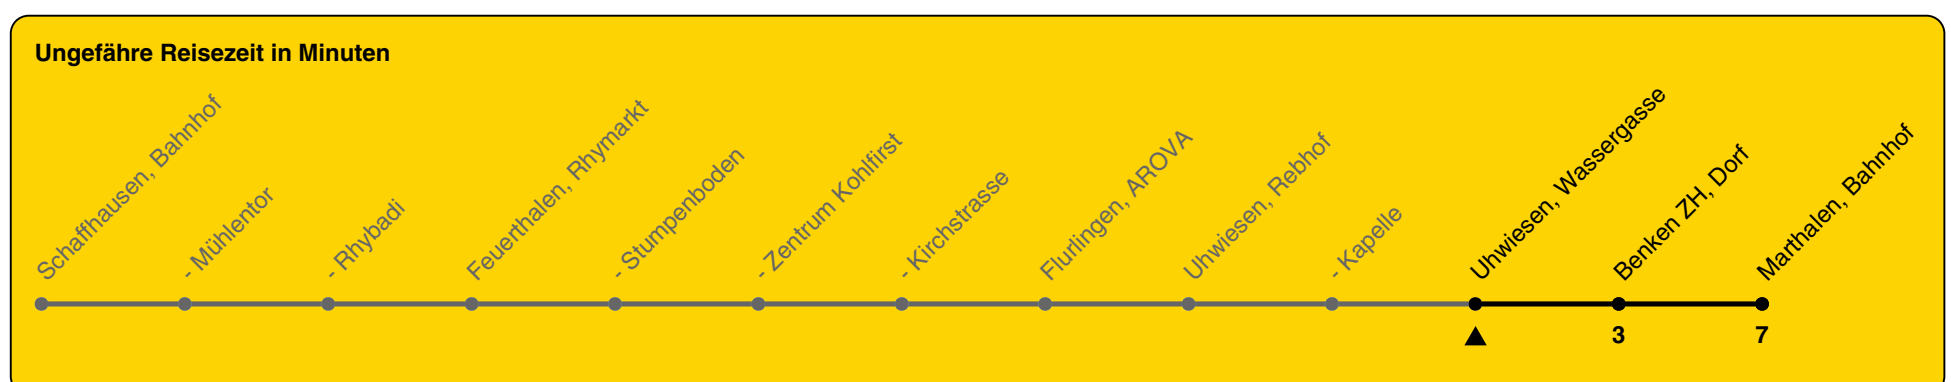 Ungefähre Reisezeit in Minuten
Schaffhausen, Bahnhof
- Mühlentor
- Rhybadi
Feuerthalen, Rhymarkt
- Stumpenboden
- Zentrum Kohlfirst
- Kirchstrasse
Flurlingen, AROVA
Uhwiesen, Rebhof
- Kapelle
Uhwiesen, Wassergasse
Benken ZH, Dorf
Marthalen, Bahnhof
3
7